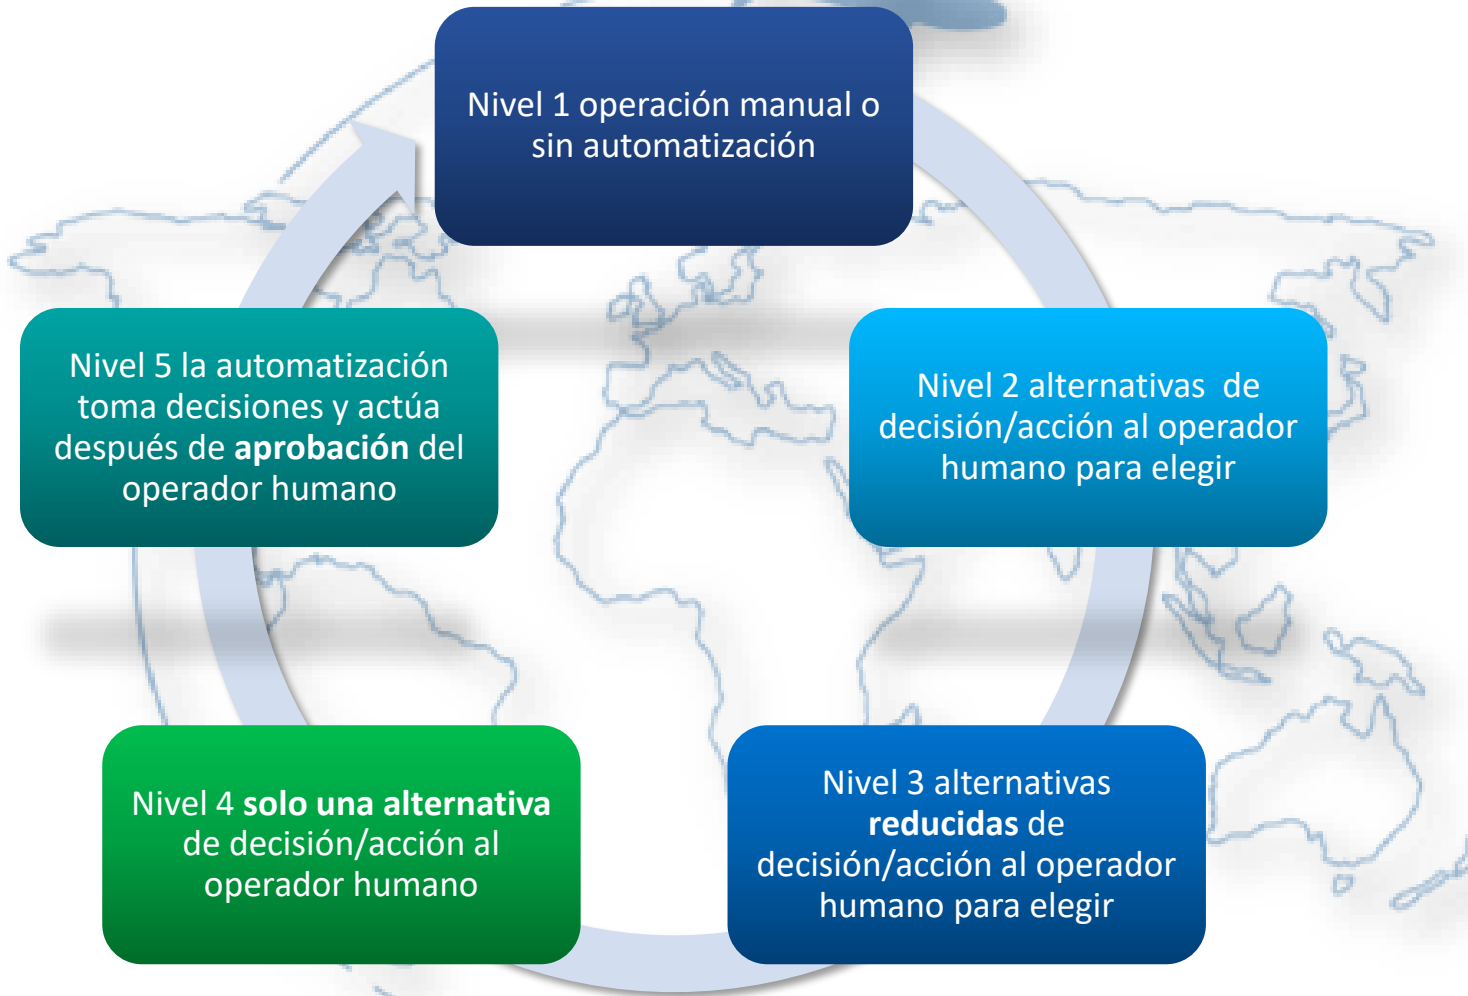 Nivel 1 operación manual o
sin automatización
Nivel 2 alternativas  de
decisión/acción al operador
humano para elegir
Nivel 3 alternativas
reducidas de
decisión/acción al operador
humano para elegir
Nivel 4 solo una alternativa
de decisión/acción al
operador humano
Nivel 5 la automatización
toma decisiones y actúa
después de aprobación del
operador humano